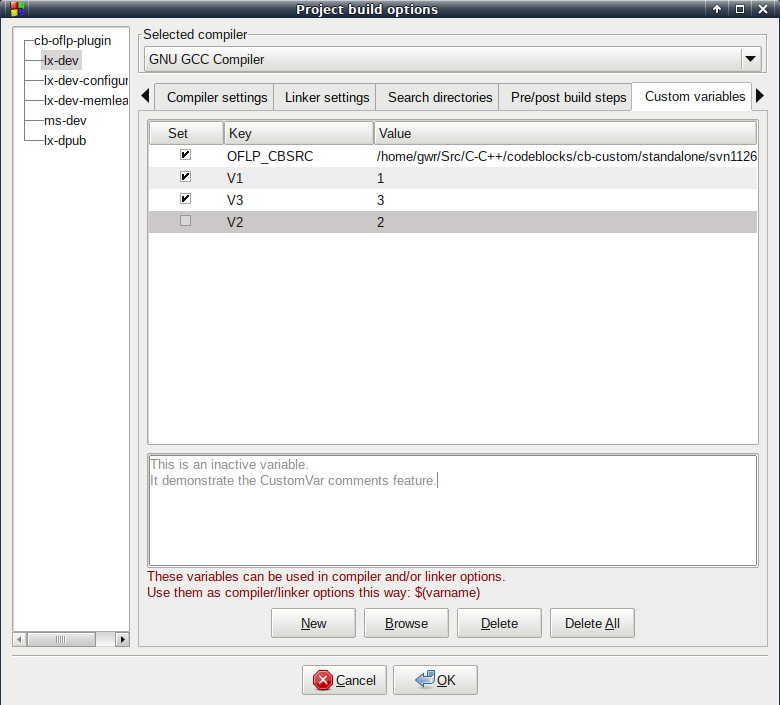 Project build options
cb-oflp-plugin
lx-dev
lx-dev-configur
lx-dev-memlea
ms-dev
lx-dpub
Selected compiler
GNU GCC Compiler
Compiler settings
Linker settings
Search directories
Pre/post build steps
Custom variables
Set Key Value
OFLP_CBSRC /home/gwr/Src/C-C++/codeblocks/cb-custom/standalone/svn1126
V1 1
V3 3
V2 2
This is an inactive variable.
It demonstrate the CustomVar comments feature.
These variables can be used in compiler and/or linker options.
Use them as compiler/linker options this way: $(varname)
New
Browse
Delete
Delete All
Cancel
OK